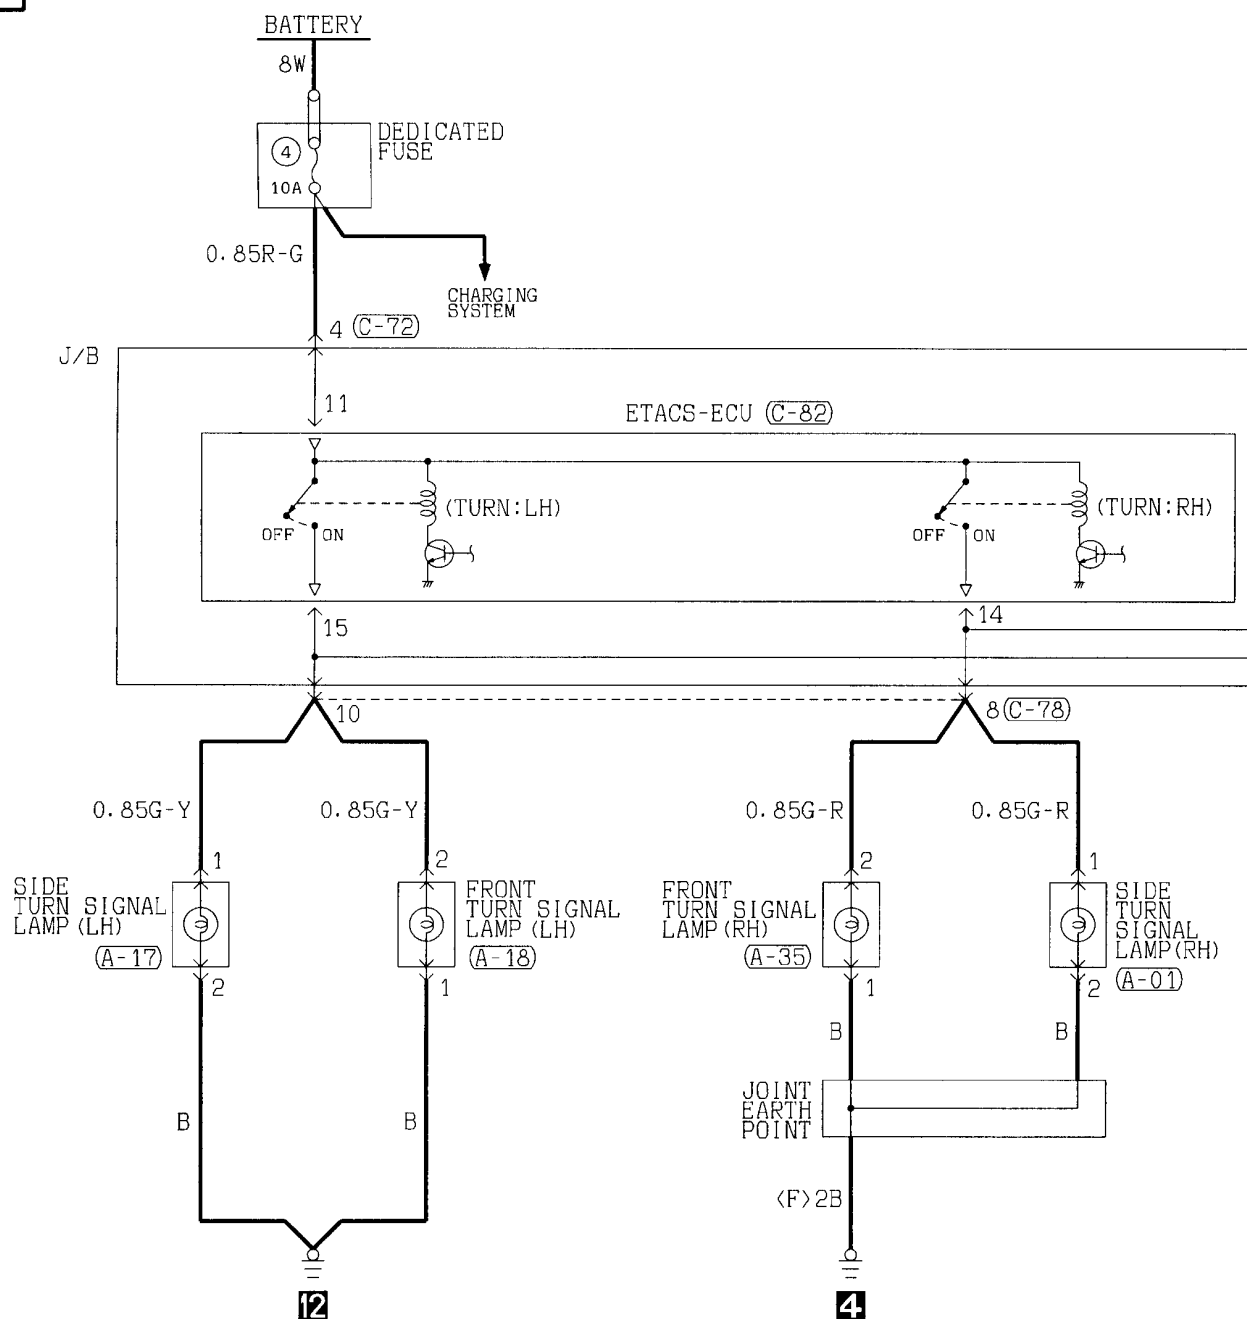 BATTERY
8W
DEDICATED
FUSE
4
10A
0.85R-G
CHARGING
SYSTEM
4 (C-72)
J/B
11
ETACS-ECU (C-82)
(TURN:LH)
(TURN:RH)
OFF
ON
OFF
ON
15
14
10
8(C-78)
0.85G-Y
0.85G-Y
0.85G-R
0.85G-R
1
2
2
1
SIDE
TURN SIGNAL
LAMP(LH)
(A-17)
FRONT
TURN SIGNAL
LAMP(LH)
(A-18)
FRONT
TURN SIGNAL
LAMP(RH)
(A-35)
SIDE
TURN
SIGNAL
LAMP(RH)
(A-01)
2
1
1
2
B
B
JOINT
EARTH
POINT
B
B
<F>2B
12
4